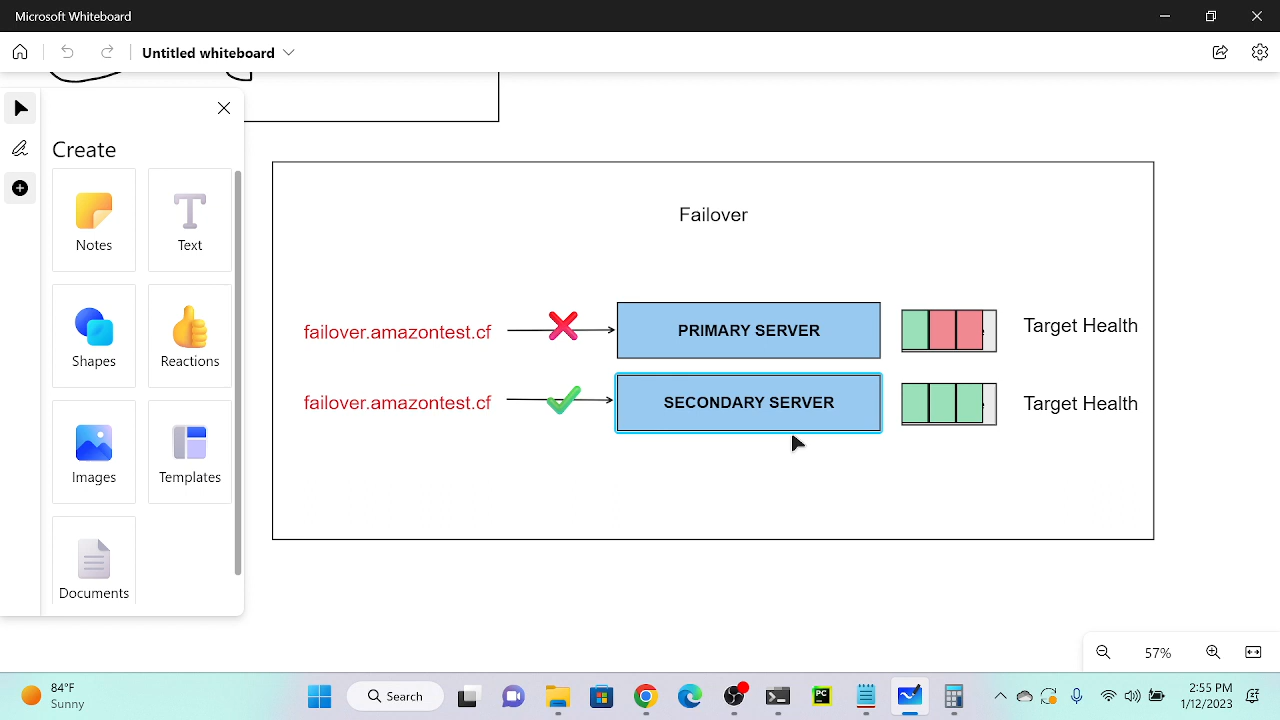 Microsoft Whiteboard
Untitled whiteboard
Create
Notes
Text
Shapes
Reactions
Images
Templates
Documents
Failover
failover.amazontest.cf
PRIMARY SERVER
Target Health
failover.amazontest.cf
SECONDARY SERVER
Target Health
57%
84°F
Sunny
Search
PC
2:55 PM
1/12/2023